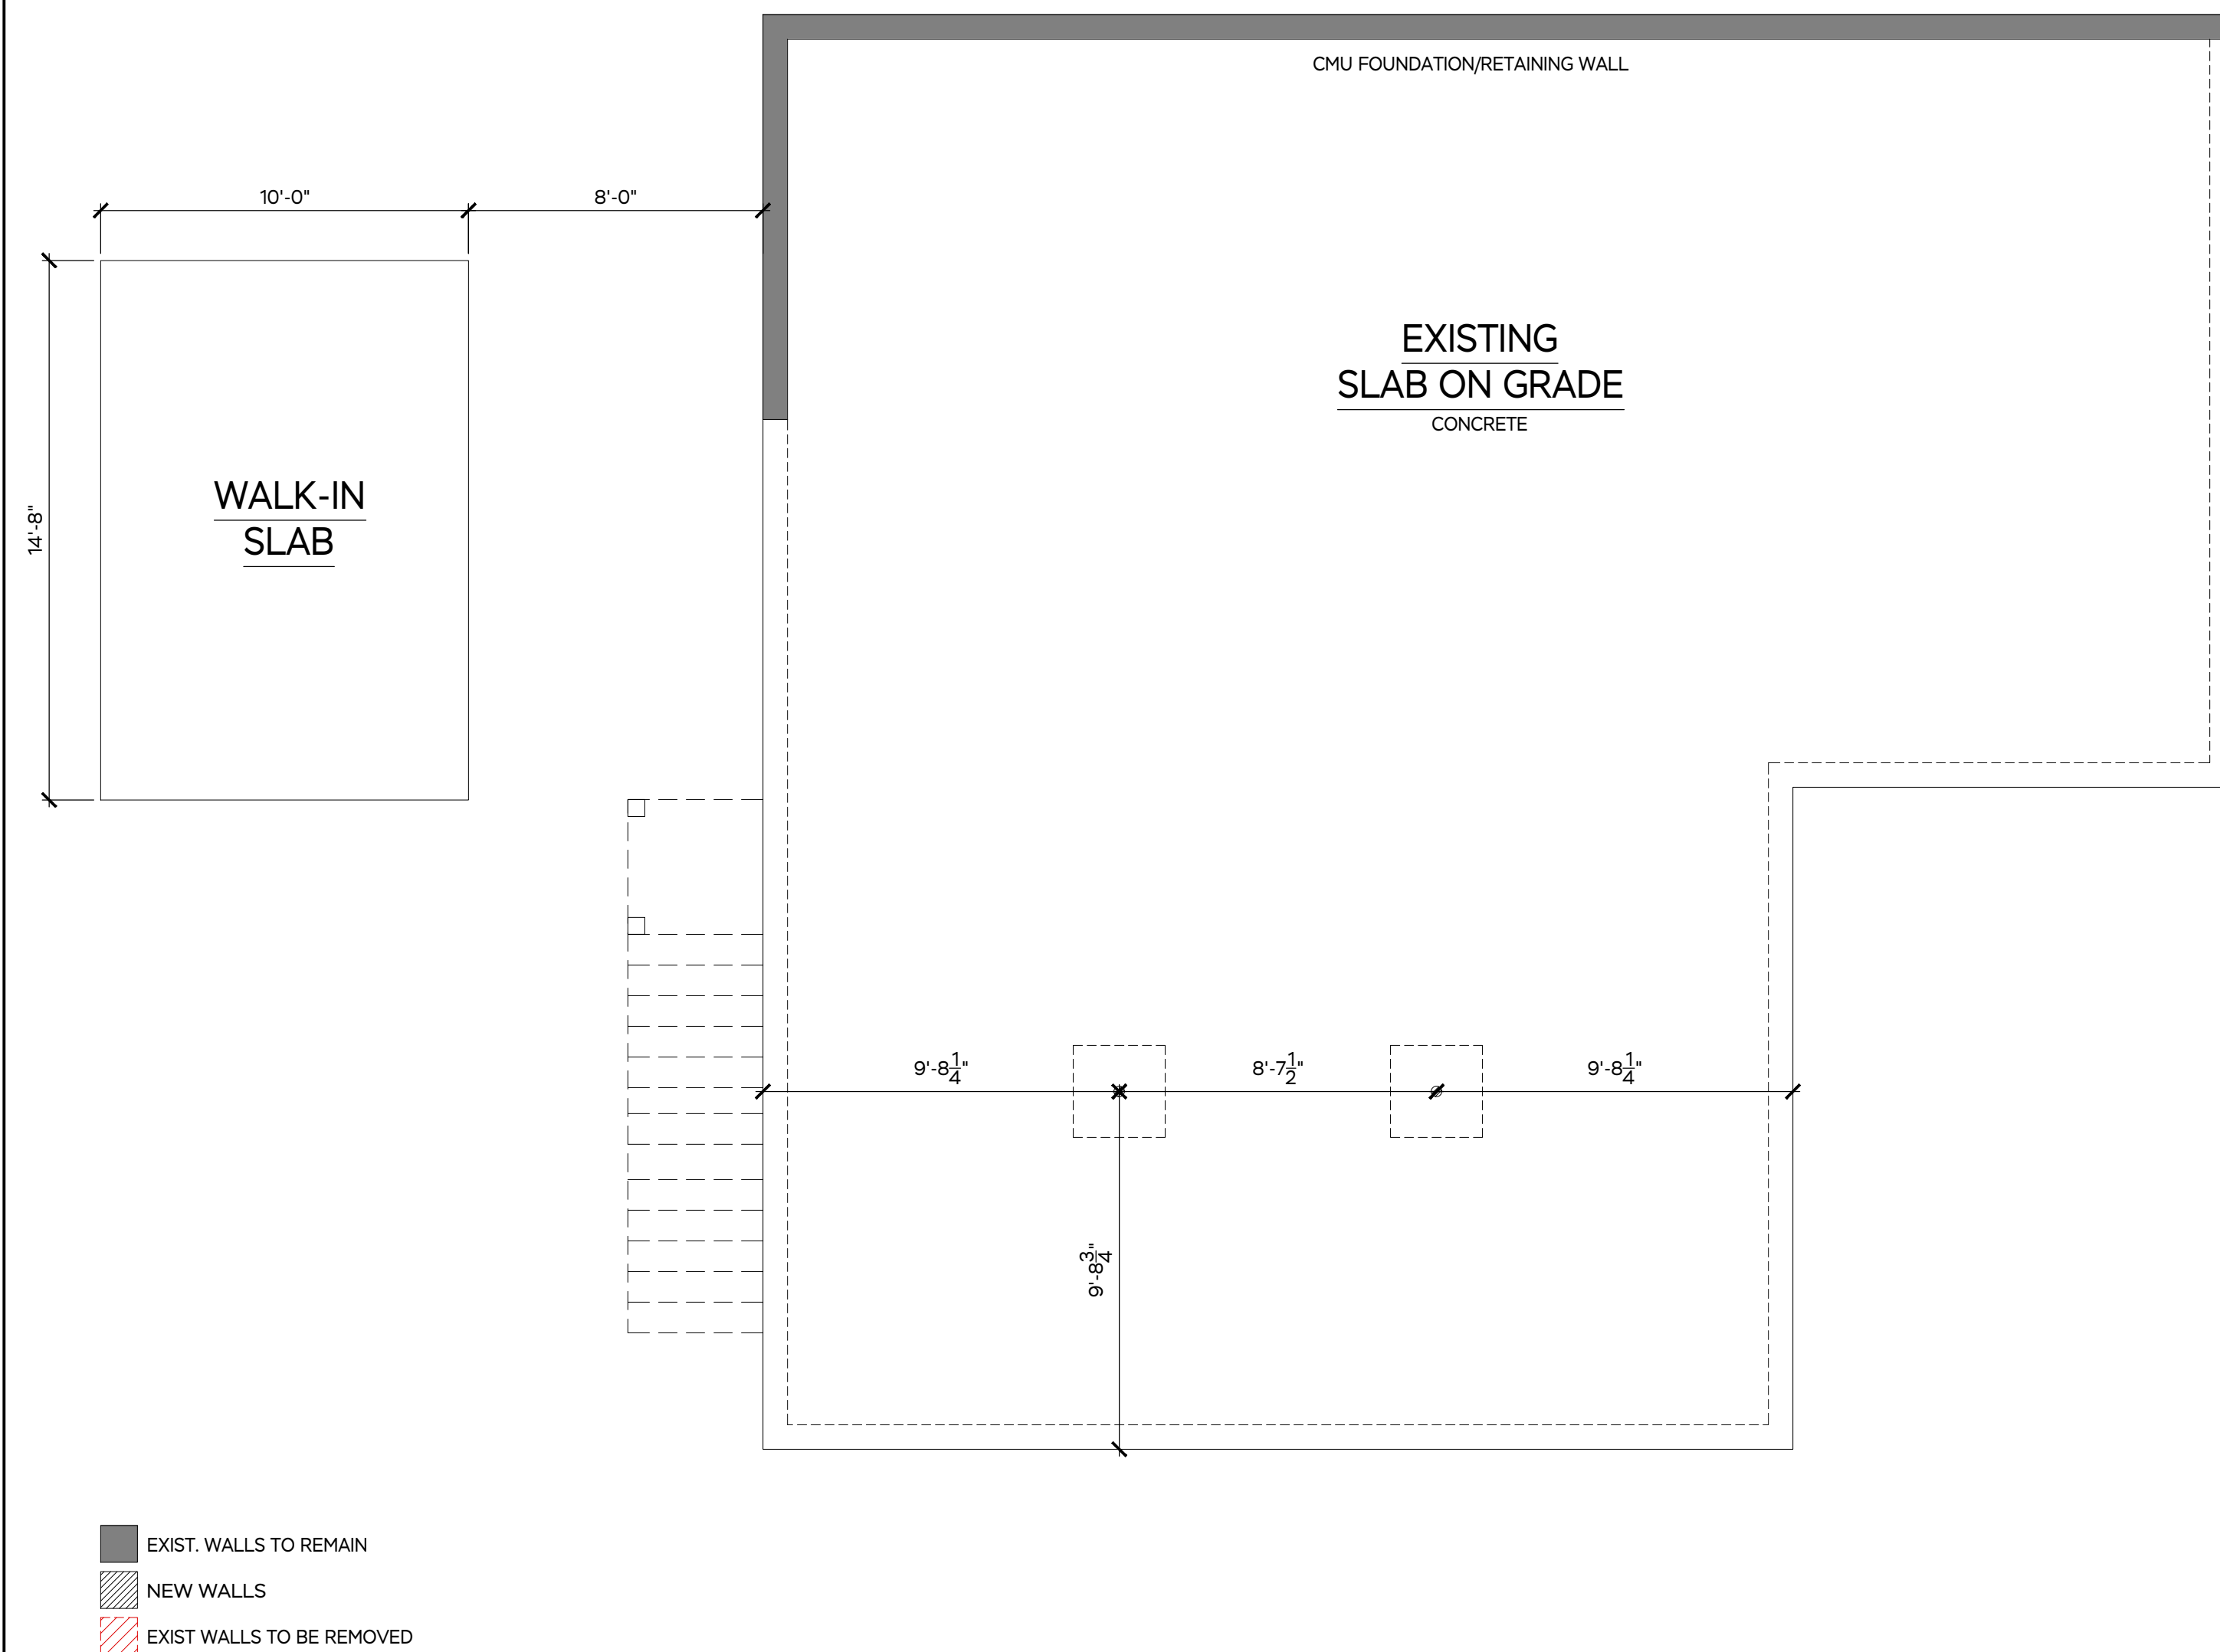 CMU FOUNDATION/RETAINING WALL
10'-0"
8'-0"
EXISTING
SLAB ON GRADE
CONCRETE
WALK-IN
SLAB
14'-8"
9'-8 1/4"
8'-7 1/2"
9'-8 1/4"
9'-8 3/4"
EXIST. WALLS TO REMAIN
NEW WALLS
EXIST WALLS TO BE REMOVED